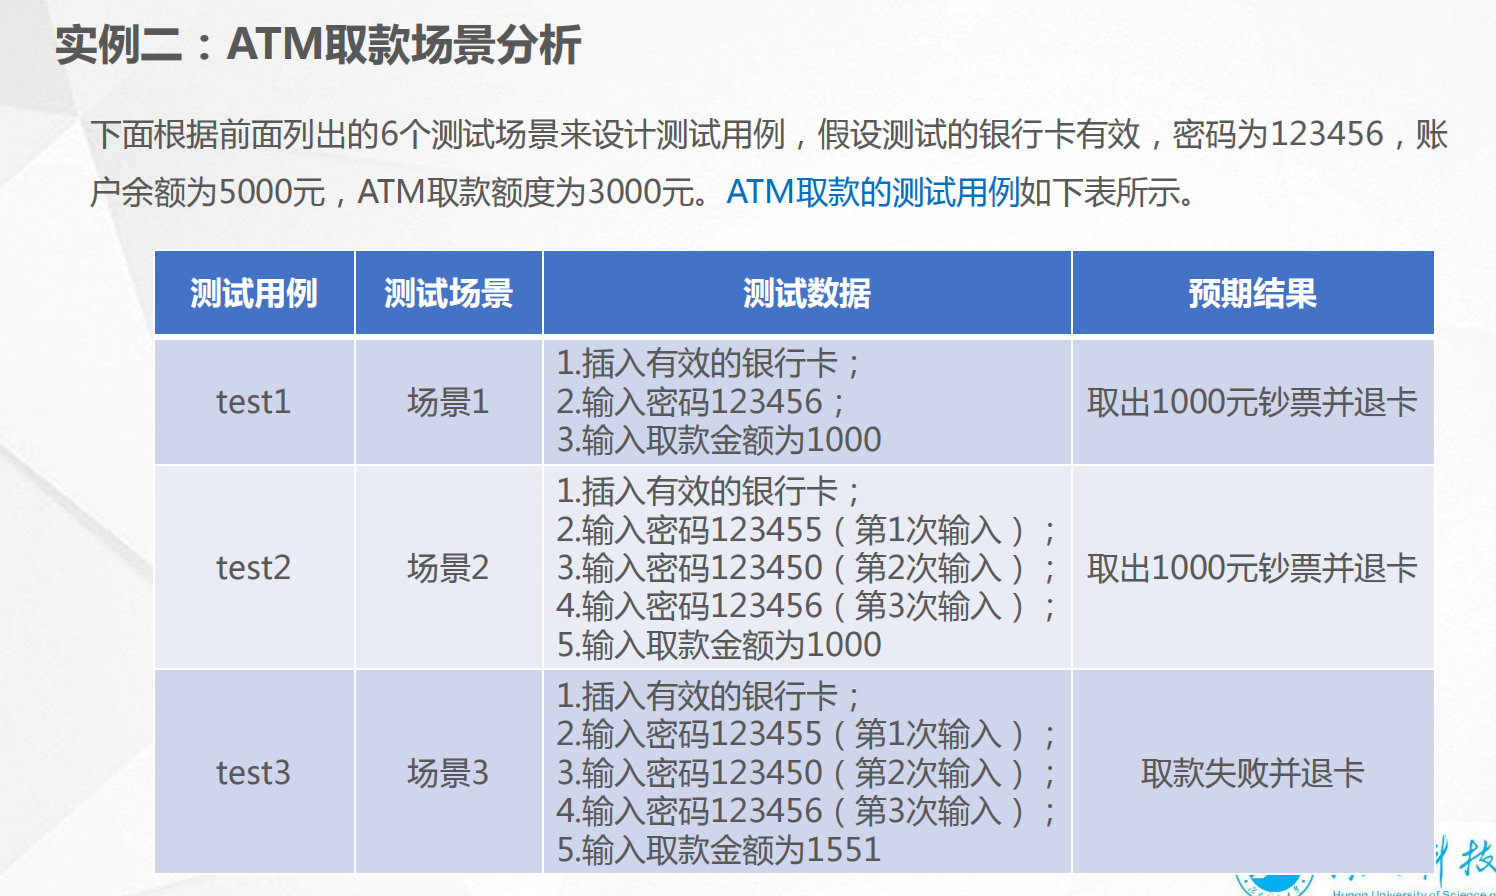 实例二：ATM取款场景分析
下面根据前面列出的6个测试场景来设计测试用例，假设测试的银行卡有效，密码为123456，账
户余额为5000元，ATM取款额度为3000元。ATM取款的测试用例如下表所示。
测试用例 测试场景 测试数据 预期结果
test1 场景1
1.插入有效的银行卡；
2.输入密码123456；
3.输入取款金额为1000
取出1000元钞票并退卡
test2 场景2
1.插入有效的银行卡；
2.输入密码123455（第1次输入）；
3.输入密码123450（第2次输入）；
4.输入密码123456（第3次输入）；
5.输入取款金额为1000
取出1000元钞票并退卡
test3 场景3
1.插入有效的银行卡；
2.输入密码123455（第1次输入）；
3.输入密码123450（第2次输入）；
4.输入密码123456（第3次输入）；
5.输入取款金额为1551
取款失败并退卡
科技
Hunan University of Science